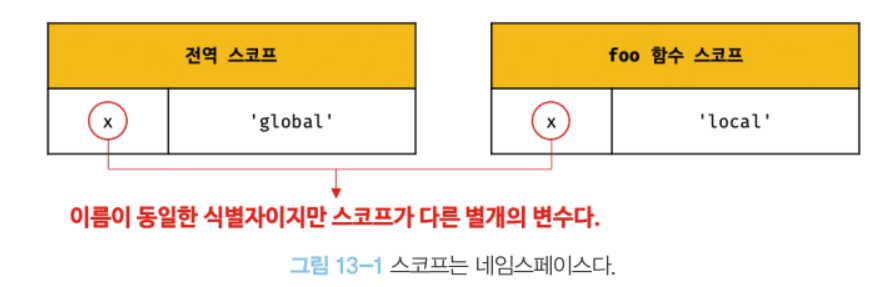 전역 스코프
foo 함수 스코프
x 'global'
x 'local'
이름이 동일한 식별자이지만 스코프가 다른 별개의 변수다.
그림 13-1 스코프는 네임스페이스다.